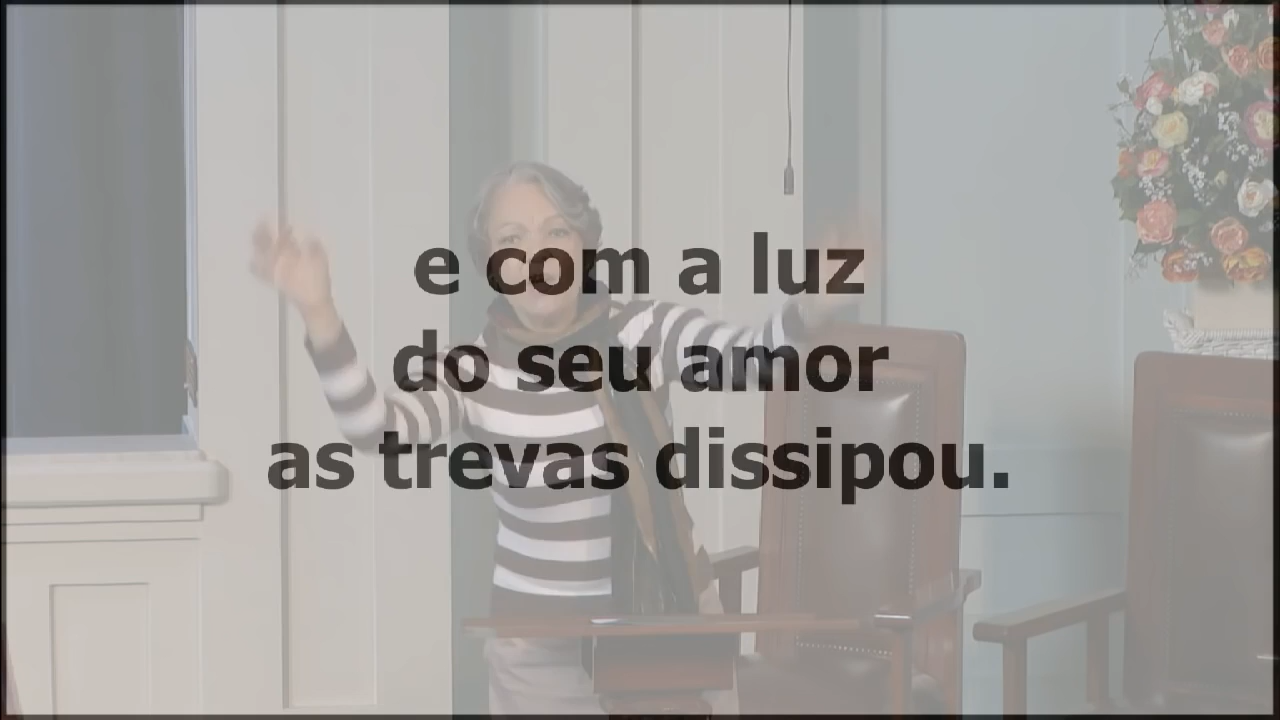 e com a luz
do seu amor
as trevas dissipou.